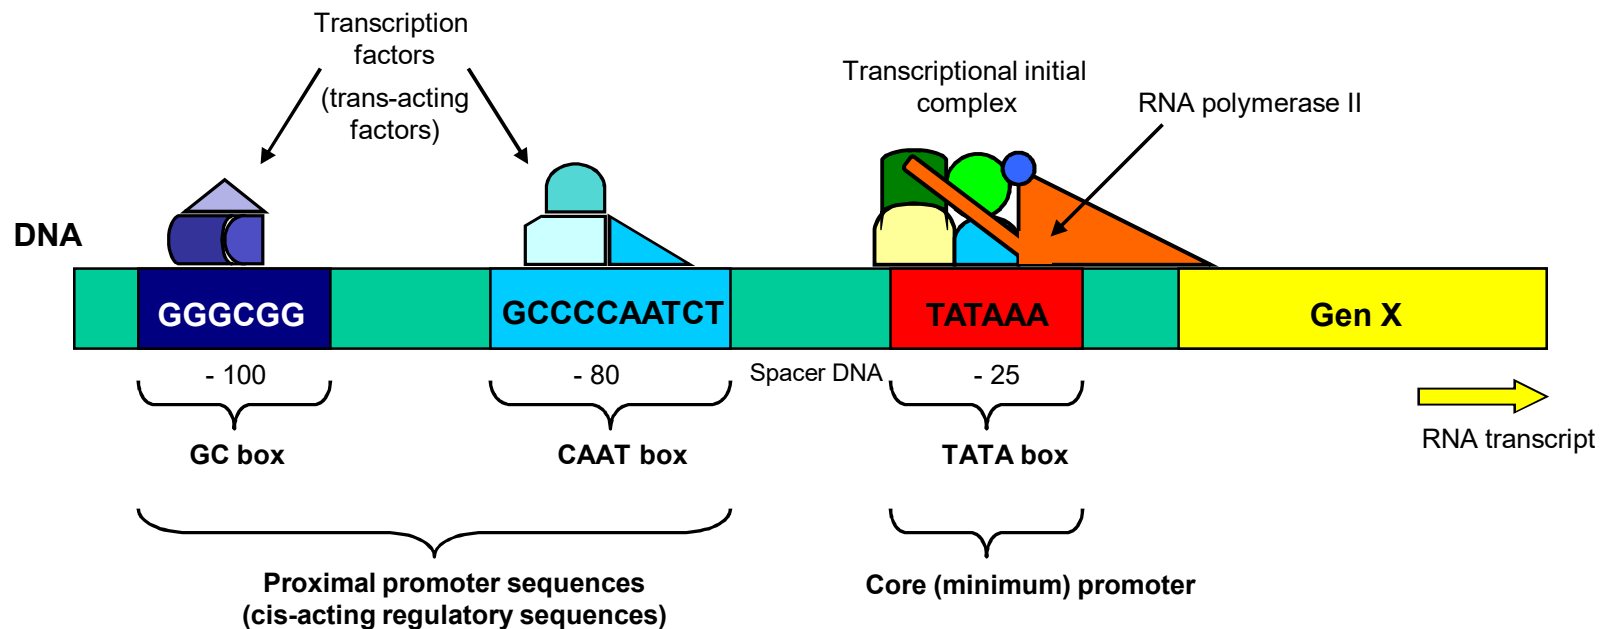 Transcription
factors
(trans-acting
factors)
Transcriptional initial
complex
RNA polymerase II
DNA
GGGCGG
GCCCCAATCT
TATAAA
Gen X
- 100
- 80
Spacer DNA
- 25
GC box
CAAT box
TATA box
RNA transcript
Proximal promoter sequences
(cis-acting regulatory sequences)
Core (minimum) promoter